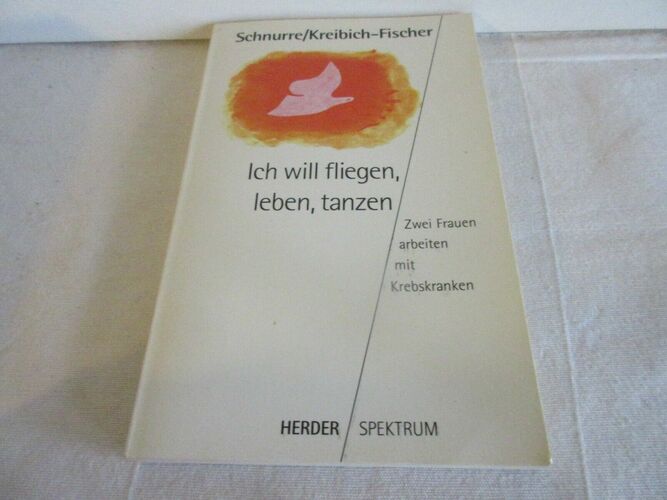 Schnurre/Kreibich-Fischer
Ich will fliegen,
leben, tanzen
Zwei Frauen
arbeiten
mit
Krebskranken
HERDER / SPEKTRUM